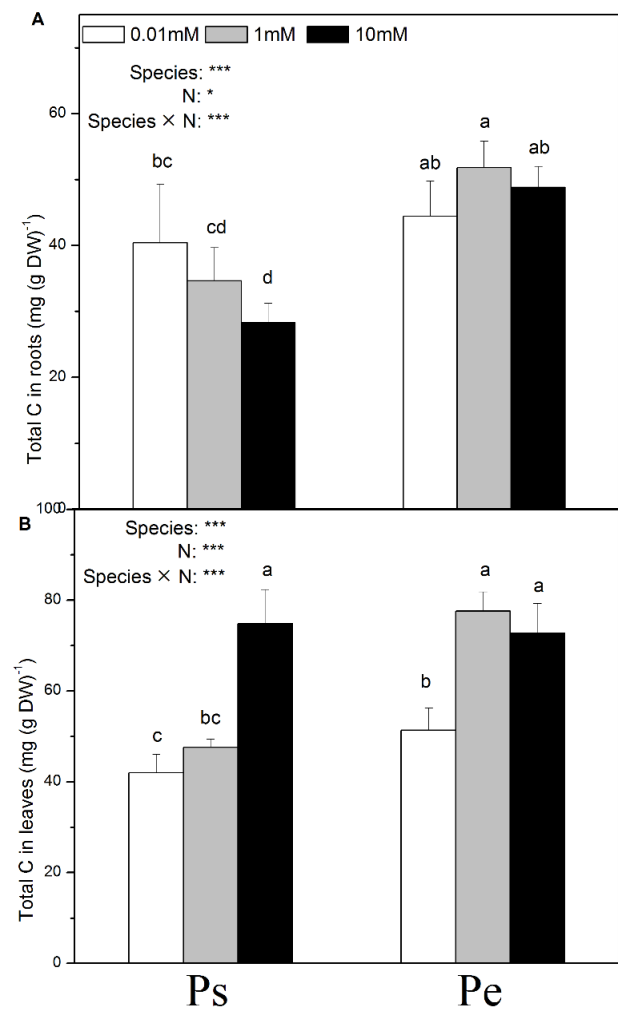 A
0.01mM 1mM 10mM
Species: ***
N: *
Species × N: ***
Total C in roots (mg (g DW)-1)
60
40
20
0
bc
cd
d
ab
a
ab
B
100
Species: ***
N: ***
Species × N: ***
Total C in leaves (mg (g DW)-1)
80
60
40
20
0
c
bc
a
b
a
a
Ps Pe